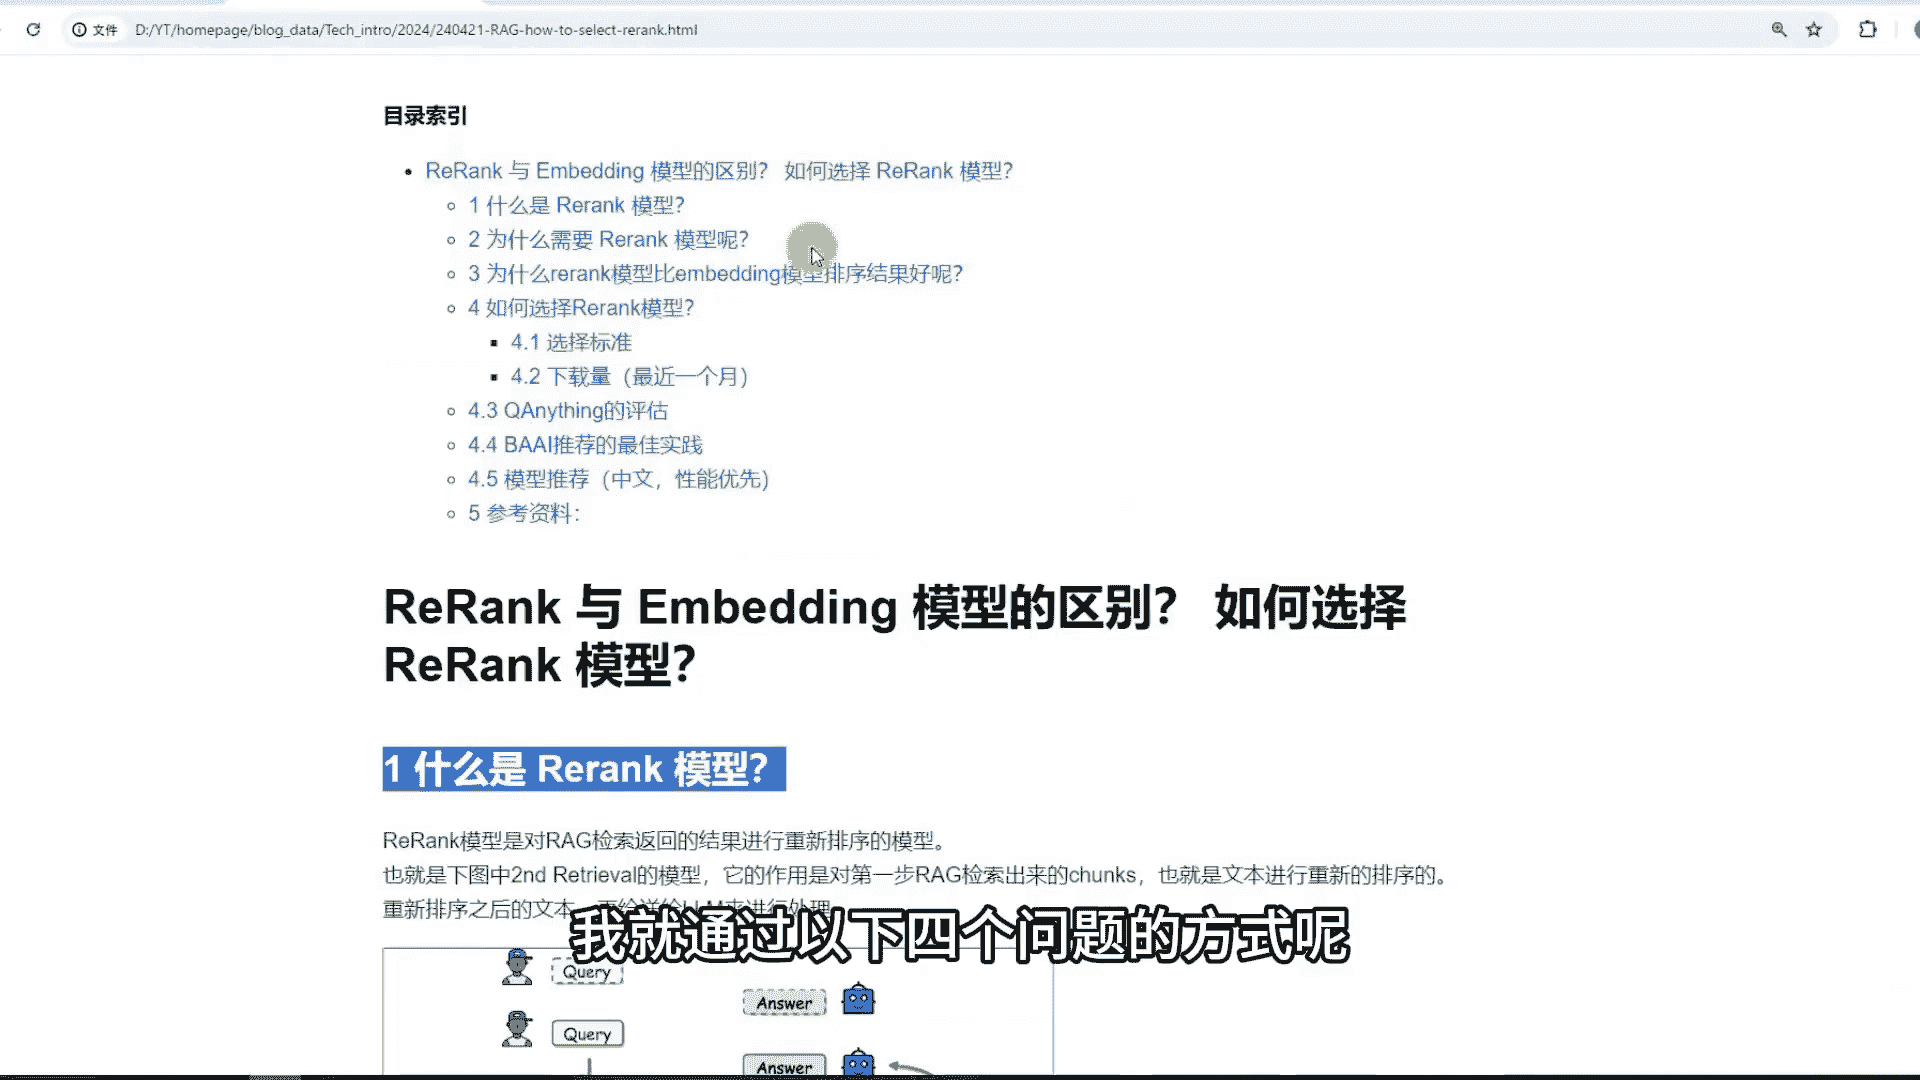 文件 D:/YT/homepage/blog_data/Tech_intro/2024/240421-RAG-how-to-select-rerank.html
目录索引
ReRank 与 Embedding 模型的区别？ 如何选择 ReRank 模型？
1 什么是 Rerank 模型？
2 为什么需要 Rerank 模型呢？
3 为什么rerank模型比embedding模型排序结果好呢？
4 如何选择Rerank模型？
4.1 选择标准
4.2 下载量（最近一个月）
4.3 QAnything的评估
4.4 BAAI推荐的最佳实践
4.5 模型推荐（中文，性能优先）
5 参考资料：
ReRank 与 Embedding 模型的区别？ 如何选择
ReRank 模型？
1 什么是 Rerank 模型？
ReRank模型是对RAG检索返回的结果进行重新排序的模型。
也就是下图中2nd Retrieval的模型，它的作用是对第一步RAG检索出来的chunks，也就是文本进行重新的排序的。
重新排序之后的文本
我就通过以下四个问题的方式呢
Query
Answer
Query
Answer